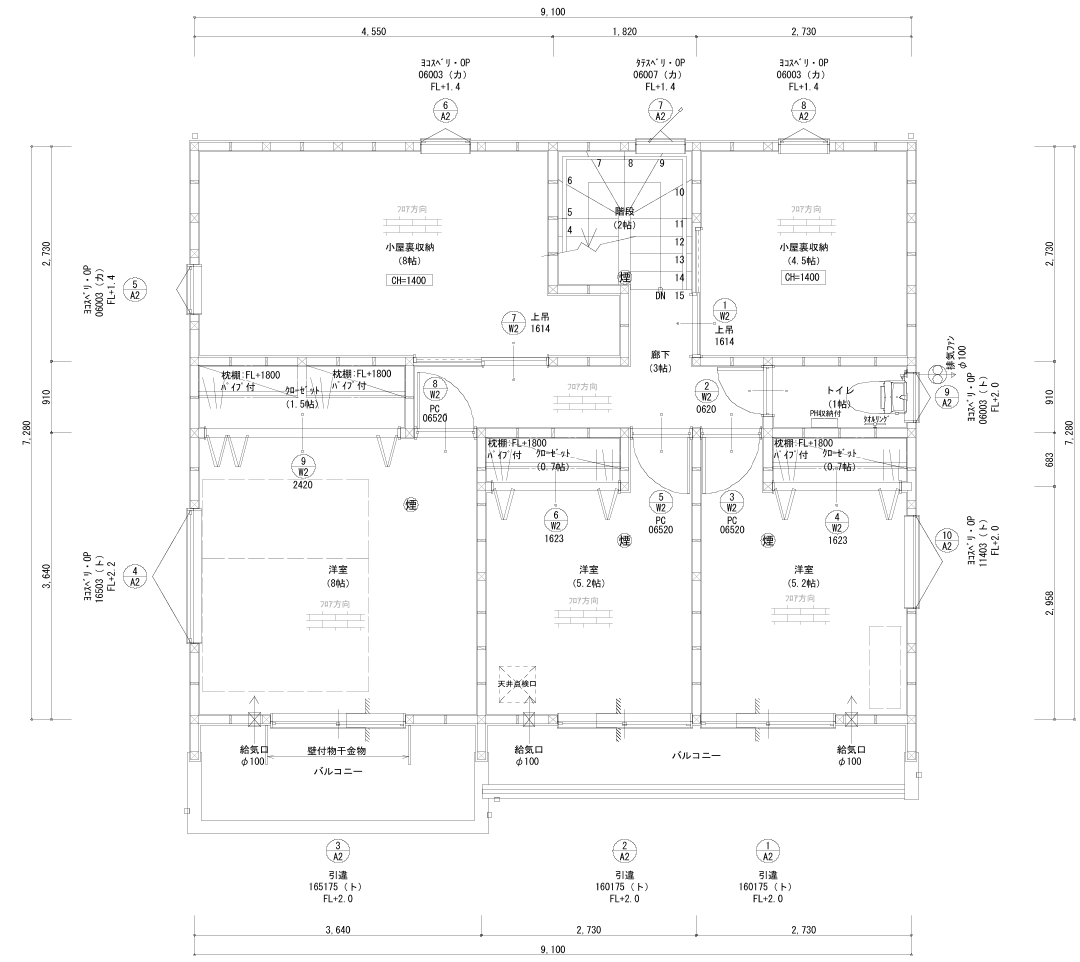 9,100
4,550
1,820
2,730
ﾖｺｽﾍﾞﾘ・OP
06003（カ）
FL+1.4
6
A2
ﾀﾃｽﾍﾞﾘ・OP
06007（カ）
FL+1.4
7
A2
ﾖｺｽﾍﾞﾘ・OP
06003（カ）
FL+1.4
8
A2
7
8
9
6
10
5
11
4
12
13
14
DN 15
階段
(2帖)
煙
ﾌﾛｱ方向
小屋裏収納
(8帖)
CH=1400
ﾌﾛｱ方向
小屋裏収納
(4.5帖)
CH=1400
2,730
910
3,640
7,280
ﾖｺｽﾍﾞﾘ・OP
06003（カ）
FL+1.4
5
A2
7
W2
上吊
1614
1
W2
上吊
1614
廊下
(3帖)
ﾌﾛｱ方向
枕棚:FL+1800
ﾊﾟｲﾌﾟ付
枕棚:FL+1800
ﾊﾟｲﾌﾟ付
ｸﾛｰｾﾞｯﾄ
(1.5帖)
8
W2
PC
06520
2
W2
0620
トイレ
(1帖)
PH収納付
ﾀｵﾙﾘﾝｸﾞ
排気ﾌｧﾝ
φ100
9
A2
ﾖｺｽﾍﾞﾘ・OP
06003（ト）
FL+2.0
2,730
910
683
2,958
7,280
9
W2
2420
枕棚:FL+1800
ﾊﾟｲﾌﾟ付
ｸﾛｰｾﾞｯﾄ
(0.7帖)
枕棚:FL+1800
ﾊﾟｲﾌﾟ付
ｸﾛｰｾﾞｯﾄ
(0.7帖)
6
W2
1623
5
W2
PC
06520
3
W2
PC
06520
4
W2
1623
煙
煙
煙
10
A2
ﾖｺｽﾍﾞﾘ・OP
11403（ト）
FL+2.0
ﾖｺｽﾍﾞﾘ・OP
16503（ト）
FL+2.2
4
A2
洋室
(8帖)
ﾌﾛｱ方向
洋室
(5.2帖)
ﾌﾛｱ方向
洋室
(5.2帖)
ﾌﾛｱ方向
天井点検口
給気口
φ100
壁付物干金物
バルコニー
給気口
φ100
バルコニー
給気口
φ100
3
A2
引違
165175（ト）
FL+2.0
2
A2
引違
160175（ト）
FL+2.0
1
A2
引違
160175（ト）
FL+2.0
3,640
2,730
2,730
9,100